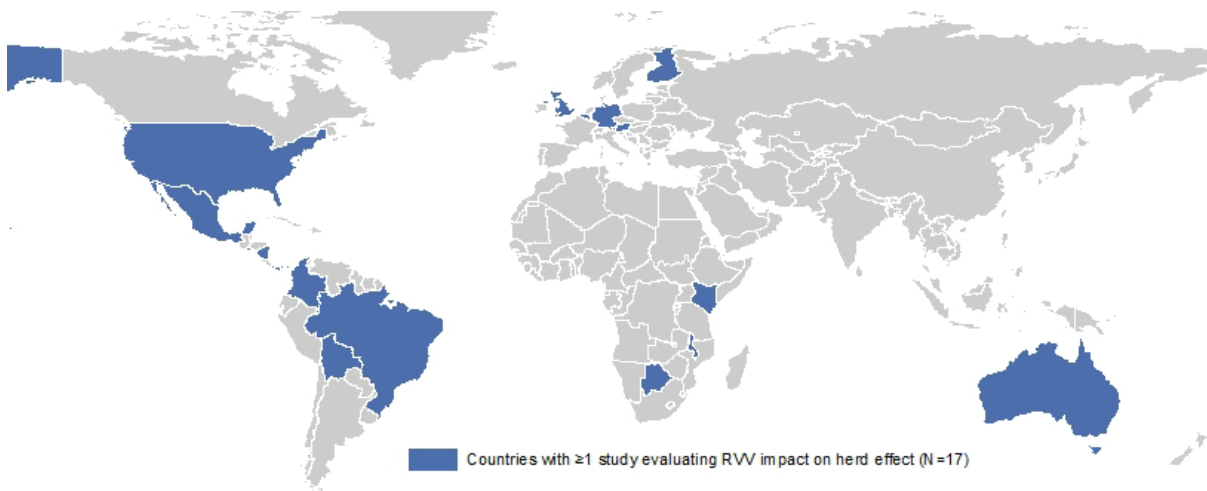 Countries with ≥1 study evaluating RVV impact on herd effect (N=17)